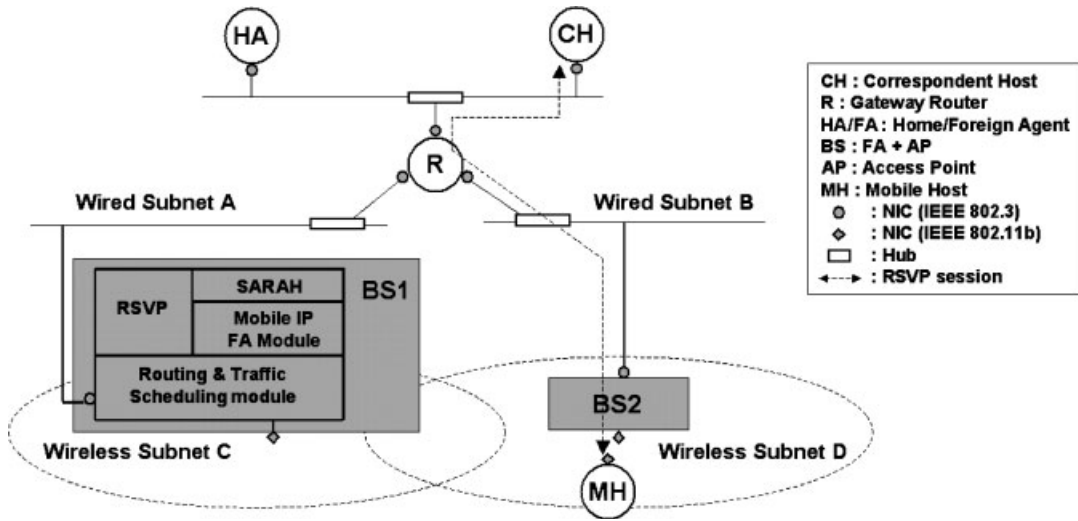 HA
CH
R
Wired Subnet A
Wired Subnet B
RSVP
SARAH
BS1
Mobile IP
FA Module
Routing & Traffic
Scheduling module
BS2
Wireless Subnet C
Wireless Subnet D
MH
CH : Correspondent Host
R : Gateway Router
HA/FA : Home/Foreign Agent
BS : FA + AP
AP : Access Point
MH : Mobile Host
: NIC (IEEE 802.3)
: NIC (IEEE 802.11b)
: Hub
: RSVP session